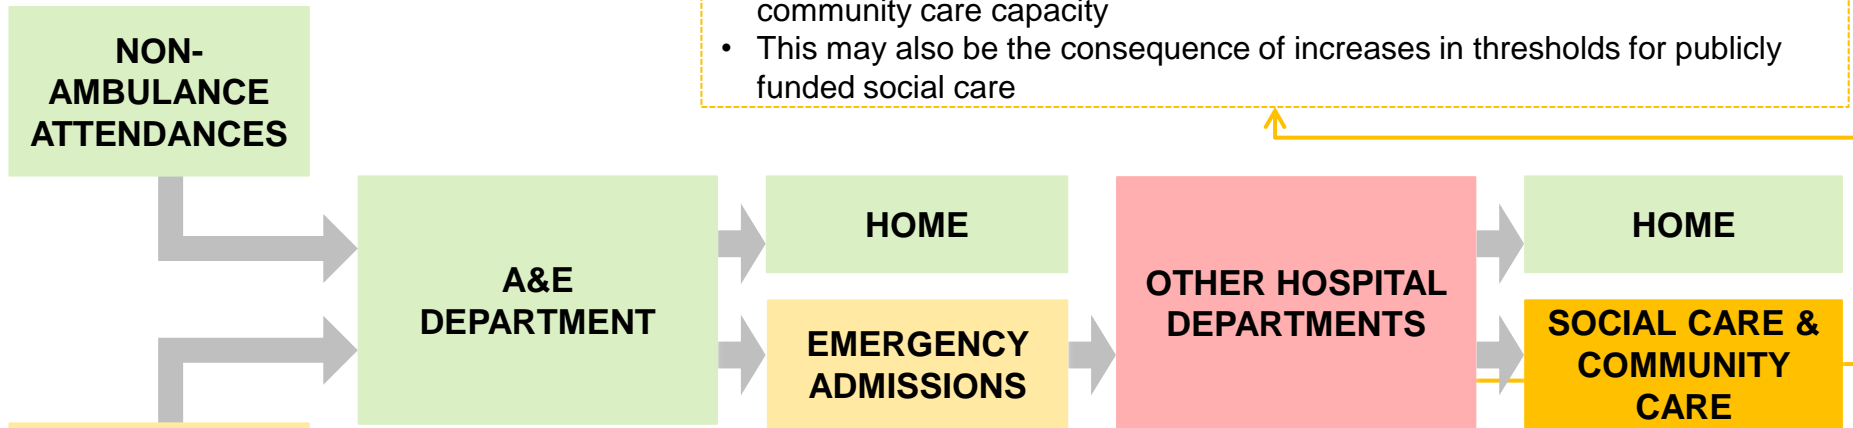 community care capacity
• This may also be the consequence of increases in thresholds for publicly
funded social care
NON-
AMBULANCE
ATTENDANCES
A&E
DEPARTMENT
HOME
EMERGENCY
ADMISSIONS
OTHER HOSPITAL
DEPARTMENTS
HOME
SOCIAL CARE &
COMMUNITY
CARE